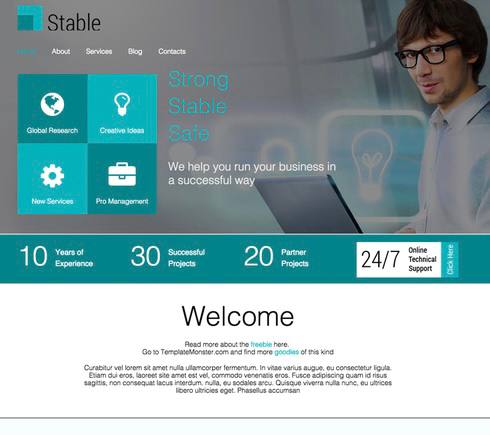 Stable
Home About Services Blog Contacts
Strong
Stable
Safe
Global Research
Creative Ideas
New Services
Pro Management
We help you run your business in
a successful way
10 Years of
Experience
30 Successful
Projects
20 Partner
Projects
24/7 Online
Technical
Support
Click Here
Welcome
Read more about the freebie here.
Go to TemplateMonster.com and find more goodies of this kind
Curabitur vel lorem sit amet nulla ullamcorper fermentum. In vitae varius augue, eu consectetur ligula.
Etiam dui eros, laoreet site amet est vel, commodo venenatis eros. Fusce adipiscing quam id risus
sagittis, non consequat lacus interdum. nulla, eu sodales arcu. Quisque viverra nulla nunc, eu ultrices
libero ultricies eget. Phasellus accumsan